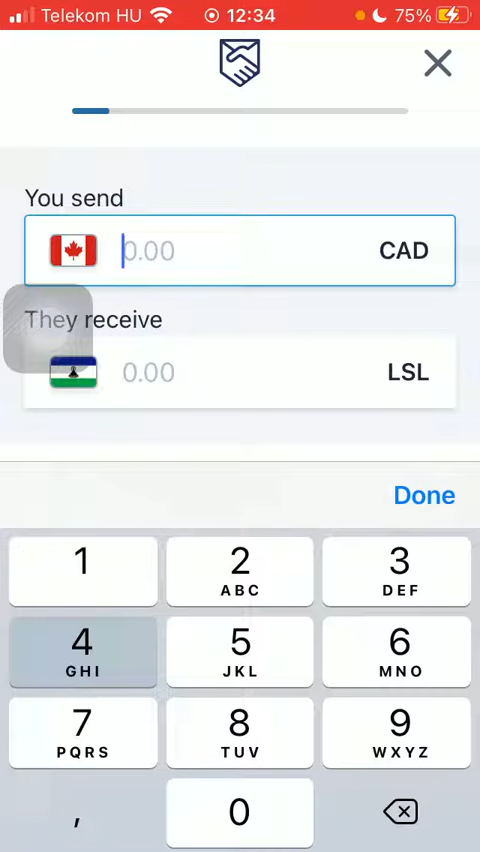 Telekom HU 12:34 75%
You send
0.00 CAD
They receive
0.00 LSL
Done
1 2 3
ABC DEF
4 5 6
GHI JKL MNO
7 8 9
PQRS TUV WXYZ
, 0